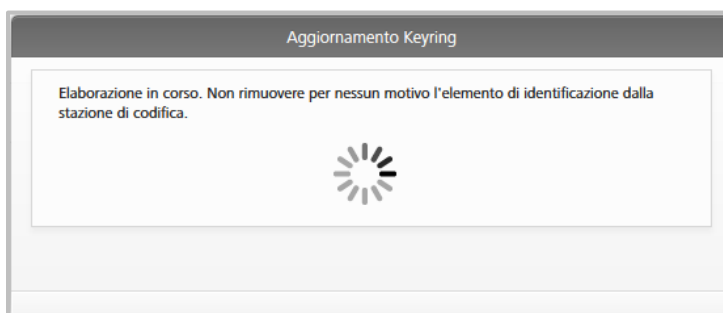 Aggiornamento Keyring
Elaborazione in corso. Non rimuovere per nessun motivo l'elemento di identificazione dalla
stazione di codifica.